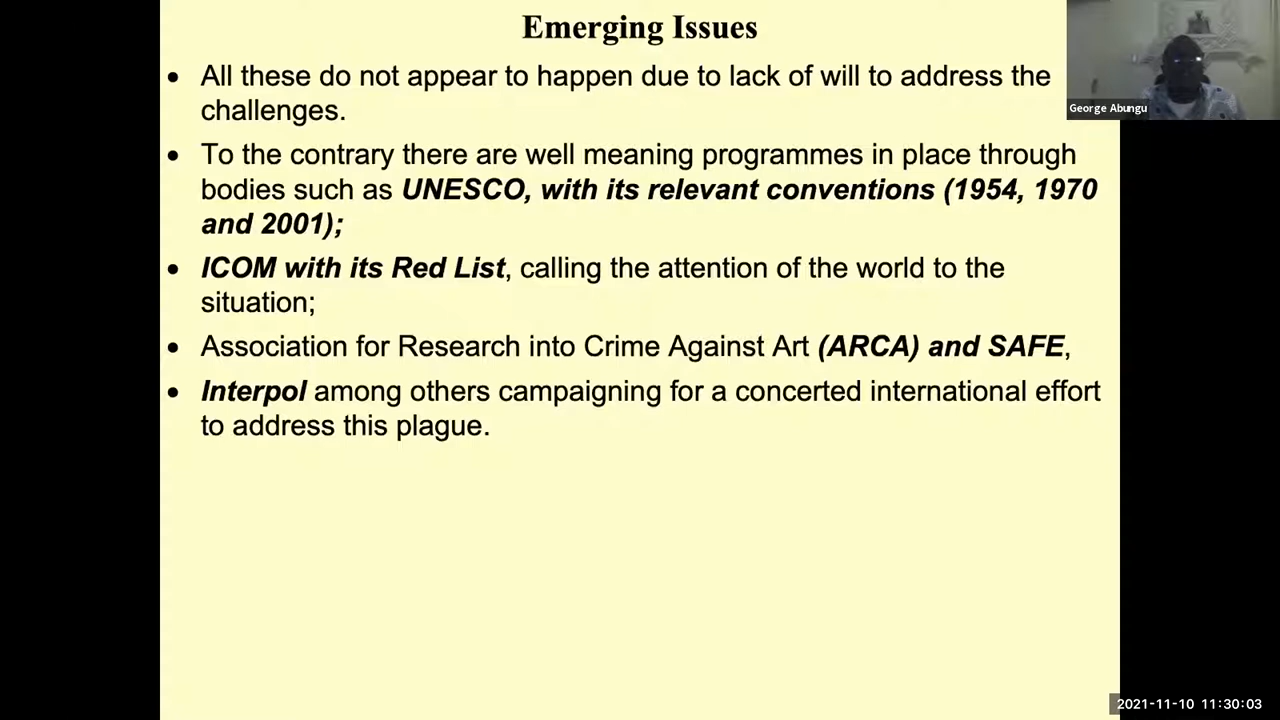 Emerging Issues
• All these do not appear to happen due to lack of will to address the
challenges.
• To the contrary there are well meaning programmes in place through
bodies such as UNESCO, with its relevant conventions (1954, 1970
and 2001);
• ICOM with its Red List, calling the attention of the world to the
situation;
• Association for Research into Crime Against Art (ARCA) and SAFE,
• Interpol among others campaigning for a concerted international effort
to address this plague.
George Abungu
2021-11-10 11:30:03